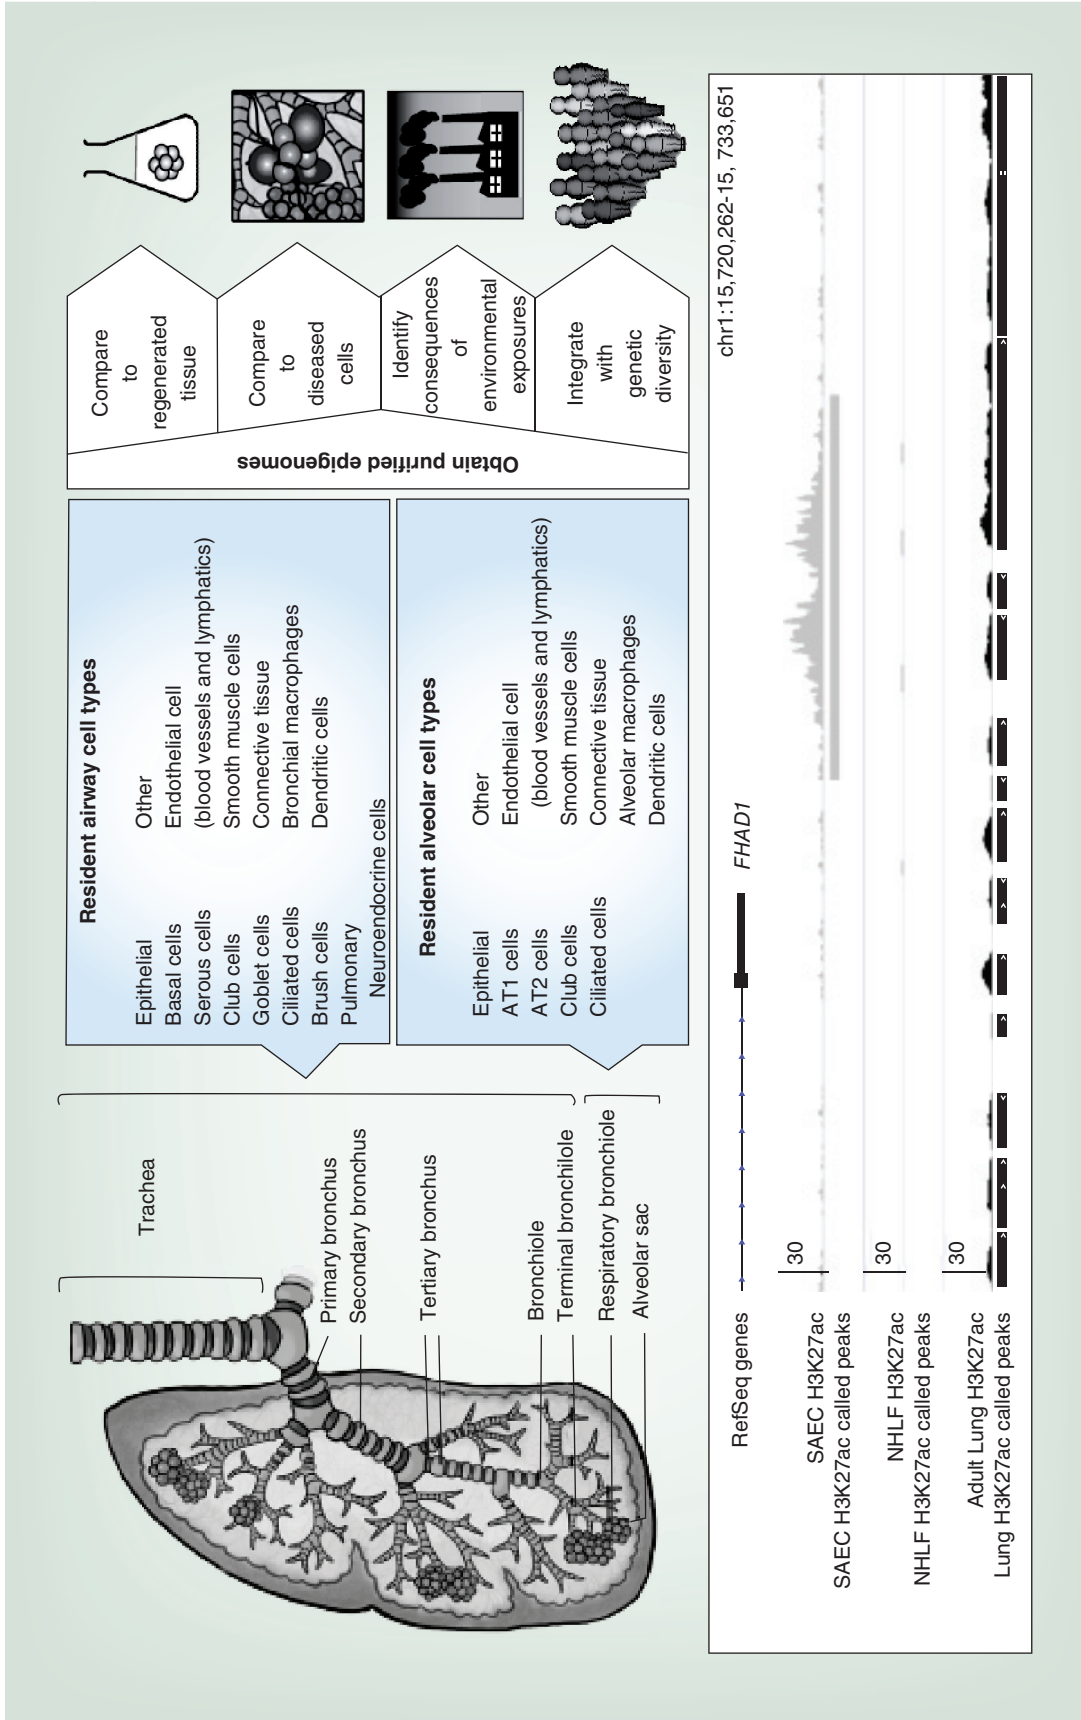 Trachea
Primary bronchus
Secondary bronchus
Tertiary bronchus
Bronchiole
Terminal bronchilole
Respiratory bronchiole
Alveolar sac
Resident airway cell types
Epithelial
Basal cells
Serous cells
Club cells
Goblet cells
Ciliated cells
Brush cells
Pulmonary
Neuroendocrine cells
Other
Endothelial cell
(blood vessels and lymphatics)
Smooth muscle cells
Connective tissue
Bronchial macrophages
Dendritic cells
Resident alveolar cell types
Epithelial
AT1 cells
AT2 cells
Club cells
Ciliated cells
Other
Endothelial cell
(blood vessels and lymphatics)
Smooth muscle cells
Connective tissue
Alveolar macrophages
Dendritic cells
Obtain purified epigenomes
Compare
to
regenerated
tissue
Compare
to
diseased
cells
Identify
consequences
of
environmental
exposures
Integrate
with
genetic
diversity
chr1:15,720,262-15, 733,651
RefSeq genes
FHAD1
SAEC H3K27ac
30
SAEC H3K27ac called peaks
NHLF H3K27ac
30
NHLF H3K27ac called peaks
Adult Lung H3K27ac
30
Lung H3K27ac called peaks